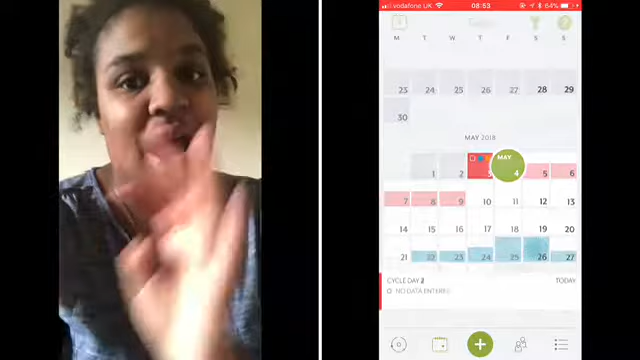 vodafone UK 08:53 64%
Today
M T W T F S S
23 24 25 26 27 28 29
30
MAY 2018
1 2 3 MAY 4 5 6
7 8 9 10 11 12 13
14 15 16 17 18 19 20
21 22 23 24 25 26 27
CYCLE DAY 2 TODAY
NO DATA ENTERED